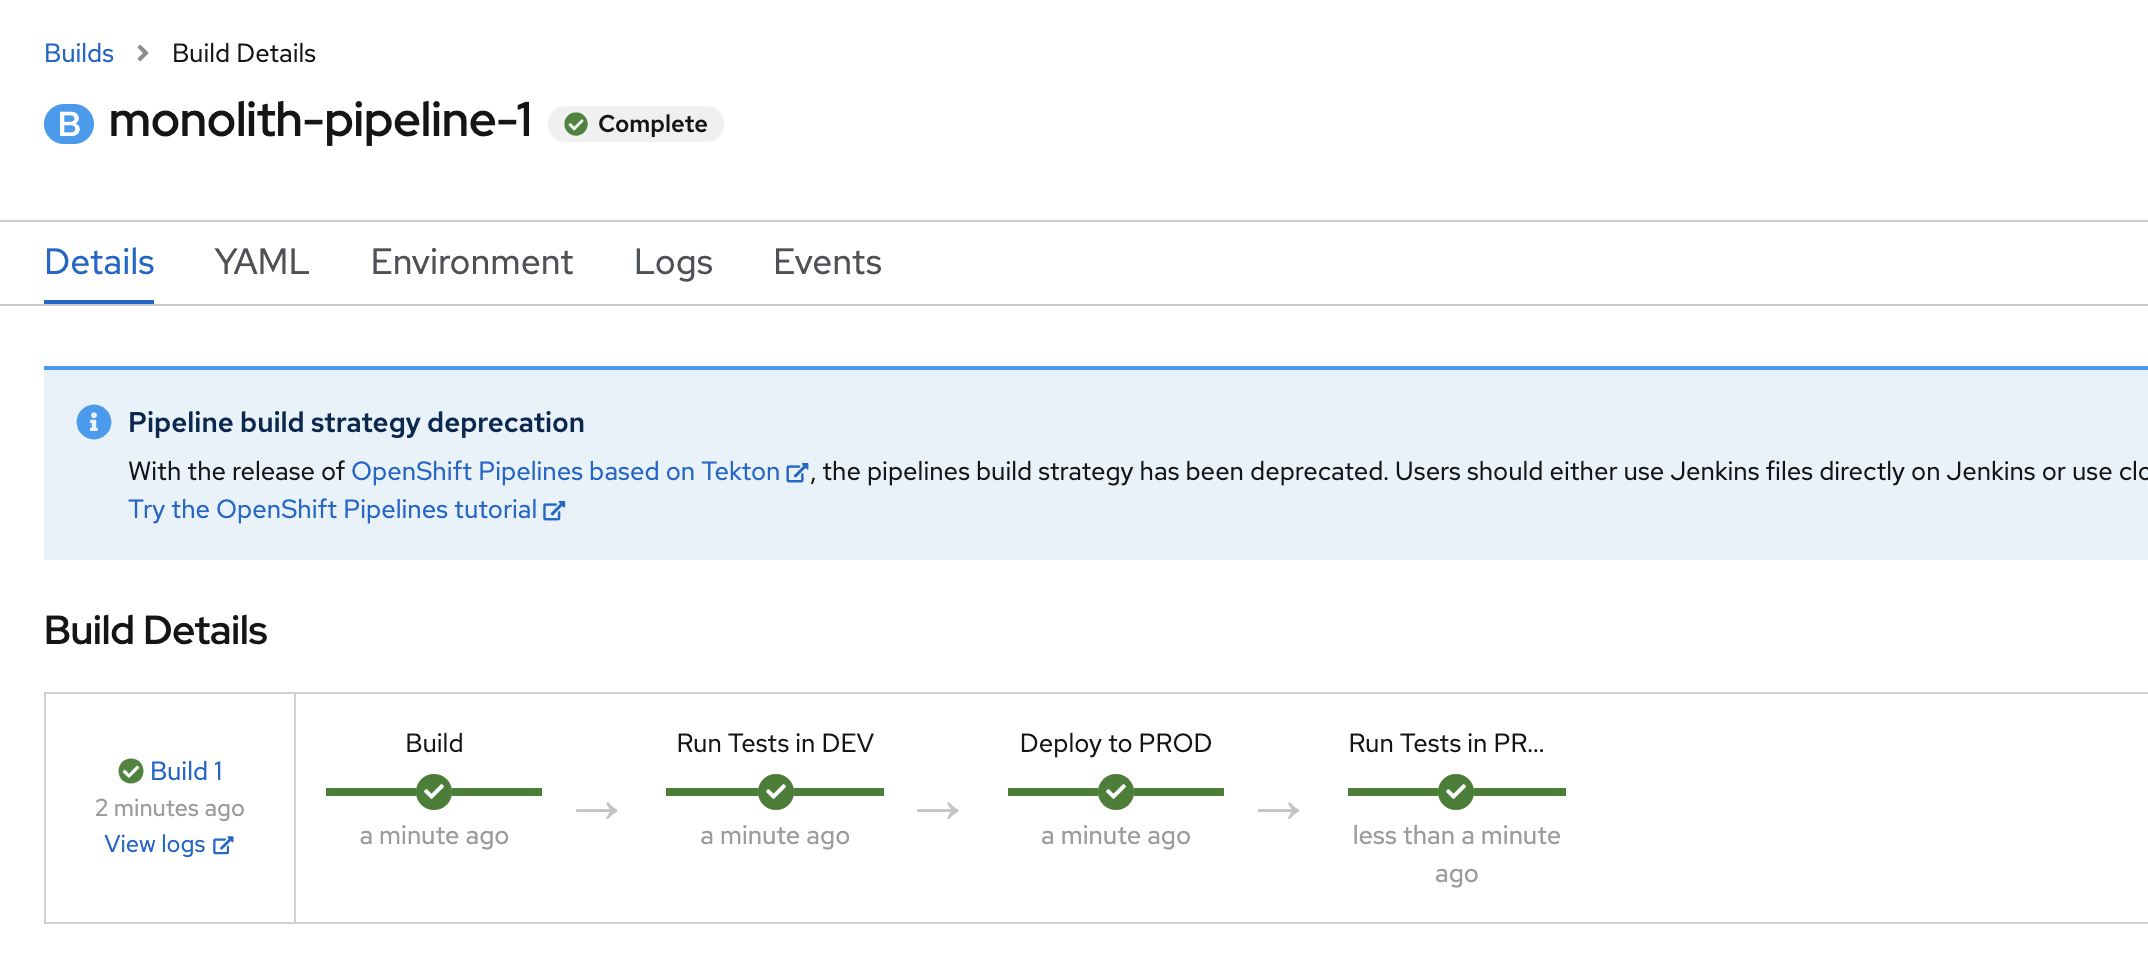 Builds > Build Details
B monolith-pipeline-1 Complete
Details YAML Environment Logs Events
Pipeline build strategy deprecation
With the release of OpenShift Pipelines based on Tekton , the pipelines build strategy has been deprecated. Users should either use Jenkins files directly on Jenkins or use clo
Try the OpenShift Pipelines tutorial
Build Details
Build 1
2 minutes ago
View logs
Build
a minute ago
Run Tests in DEV
a minute ago
Deploy to PROD
a minute ago
Run Tests in PR...
less than a minute
ago